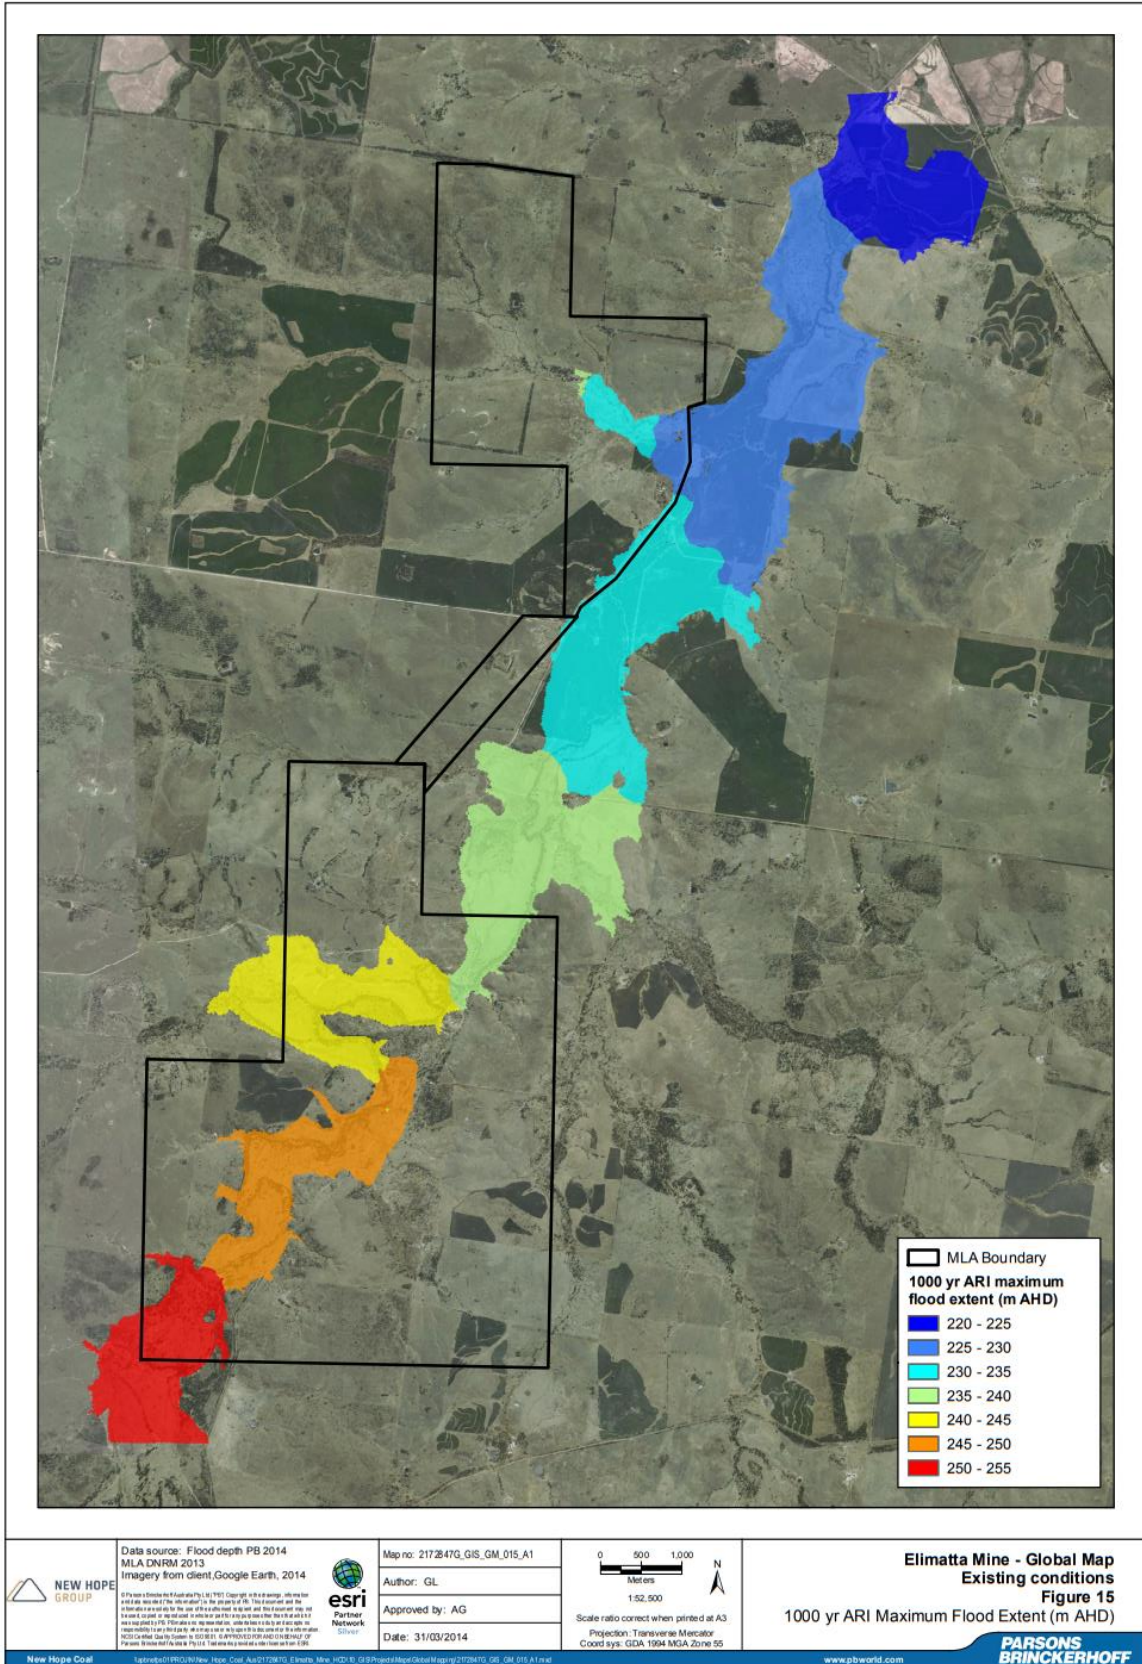 MLA Boundary
1000 yr ARI maximum
flood extent (m AHD)
220 - 225
225 - 230
230 - 235
235 - 240
240 - 245
245 - 250
250 - 255
NEW HOPE
GROUP
Data source: Flood depth PB 2014
MLA DNRM 2013
Imagery from client,Google Earth, 2014
esri
Partner
Network
Silver
Map no: 2172847G_GIS_GM_015_A1
Author: GL
Approved by: AG
Date: 31/03/2014
0 500 1,000
Meters
N
1:52,500
Scale ratio correct when printed at A3
Projection: Transverse Mercator
Coord sys: GDA 1994 MGA Zone 55
Elimatta Mine - Global Map
Existing conditions
Figure 15
1000 yr ARI Maximum Flood Extent (m AHD)
New Hope Coal
www.pbworld.com
PARSONS
BRINCKERHOFF